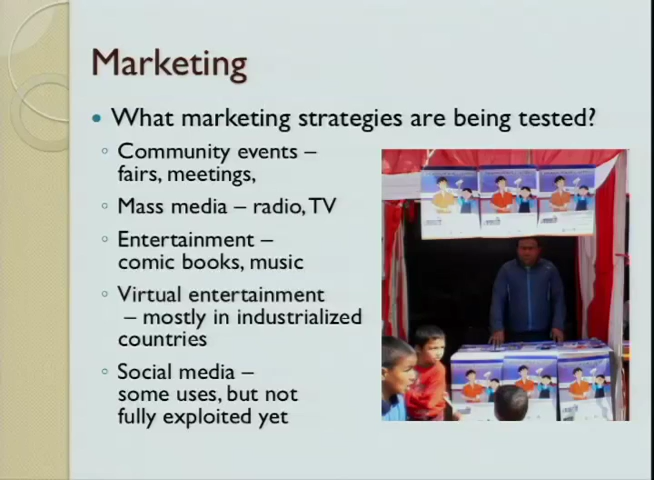 Marketing
• What marketing strategies are being tested?
◦ Community events –
fairs, meetings,
◦ Mass media – radio, TV
◦ Entertainment –
comic books, music
◦ Virtual entertainment
– mostly in industrialized
countries
◦ Social media –
some uses, but not
fully exploited yet